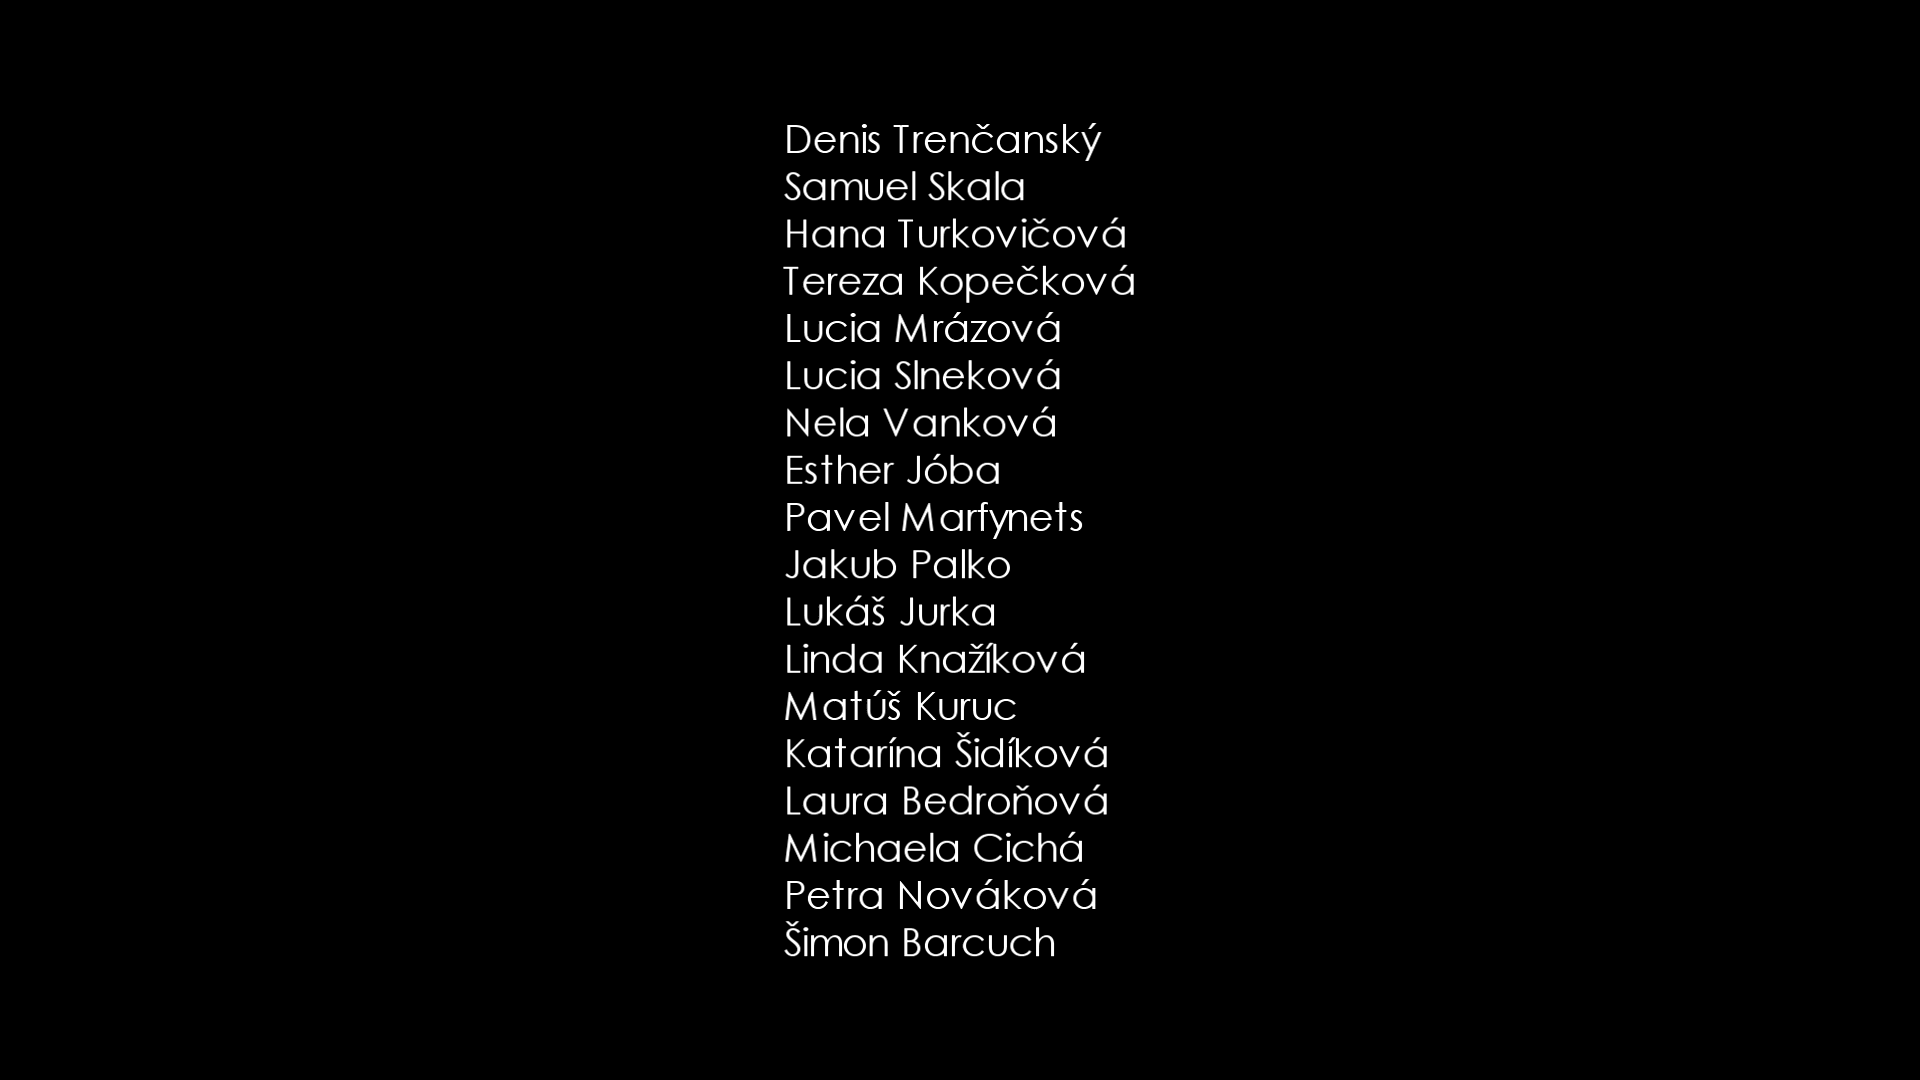 Denis Trenčanský
Samuel Skala
Hana Turkovičová
Tereza Kopečková
Lucia Mrázová
Lucia Slneková
Nela Vanková
Esther Jóba
Pavel Marfynets
Jakub Palko
Lukáš Jurka
Linda Knažíková
Matúš Kuruc
Katarína Šidíková
Laura Bedroňová
Michaela Cichá
Petra Nováková
Šimon Barcuch